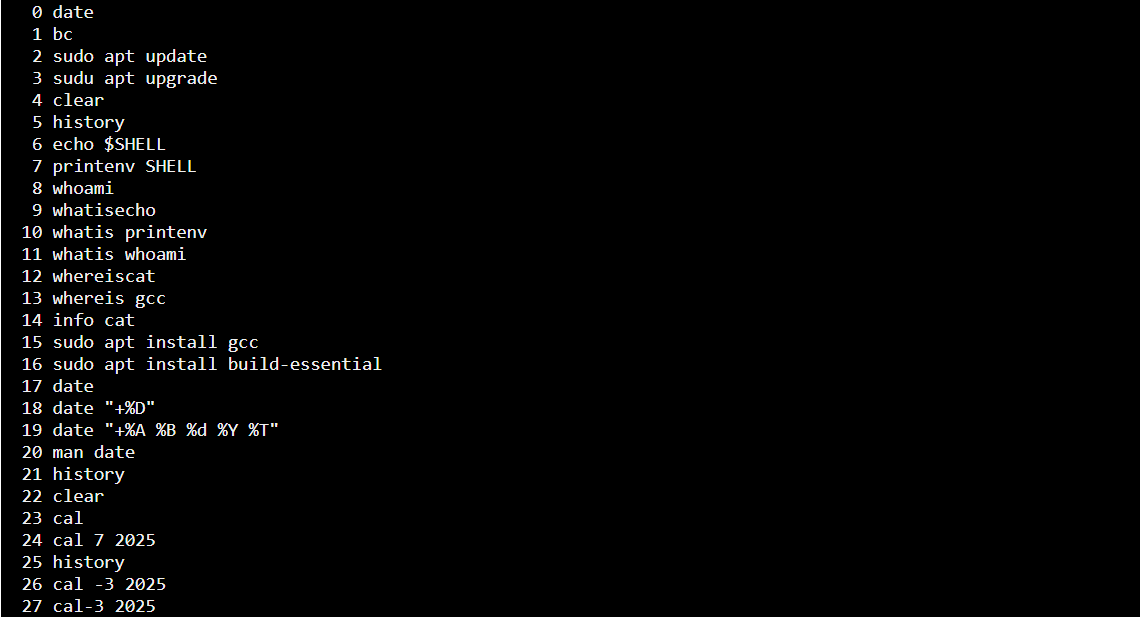 0 date
1 bc
2 sudo apt update
3 sudu apt upgrade
4 clear
5 history
6 echo $SHELL
7 printenv SHELL
8 whoami
9 whatisecho
10 whatis printenv
11 whatis whoami
12 whereiscat
13 whereis gcc
14 info cat
15 sudo apt install gcc
16 sudo apt install build-essential
17 date
18 date "+%D"
19 date "+%A %B %d %Y %T"
20 man date
21 history
22 clear
23 cal
24 cal 7 2025
25 history
26 cal -3 2025
27 cal-3 2025